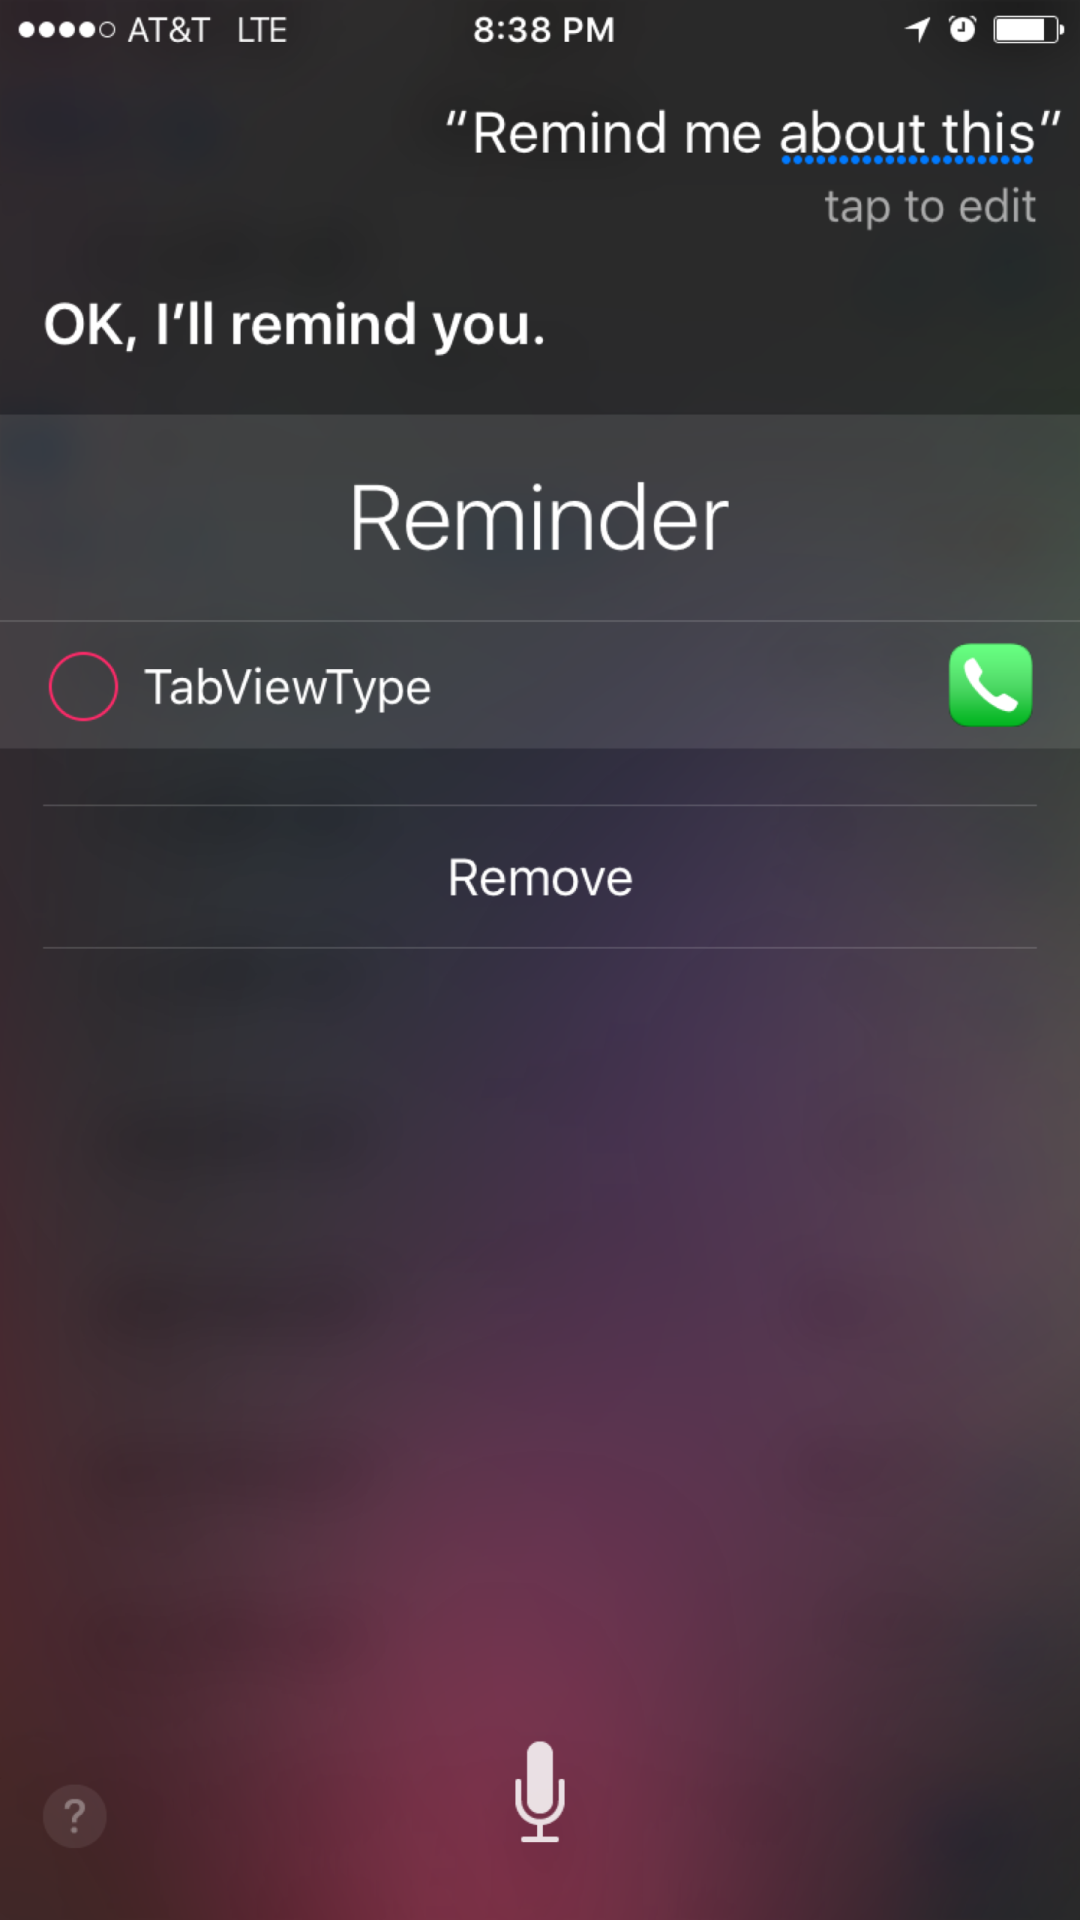 AT&T LTE 8:38 PM
“Remind me about this”
tap to edit
OK, I’ll remind you.
Reminder
TabViewType
Remove
?